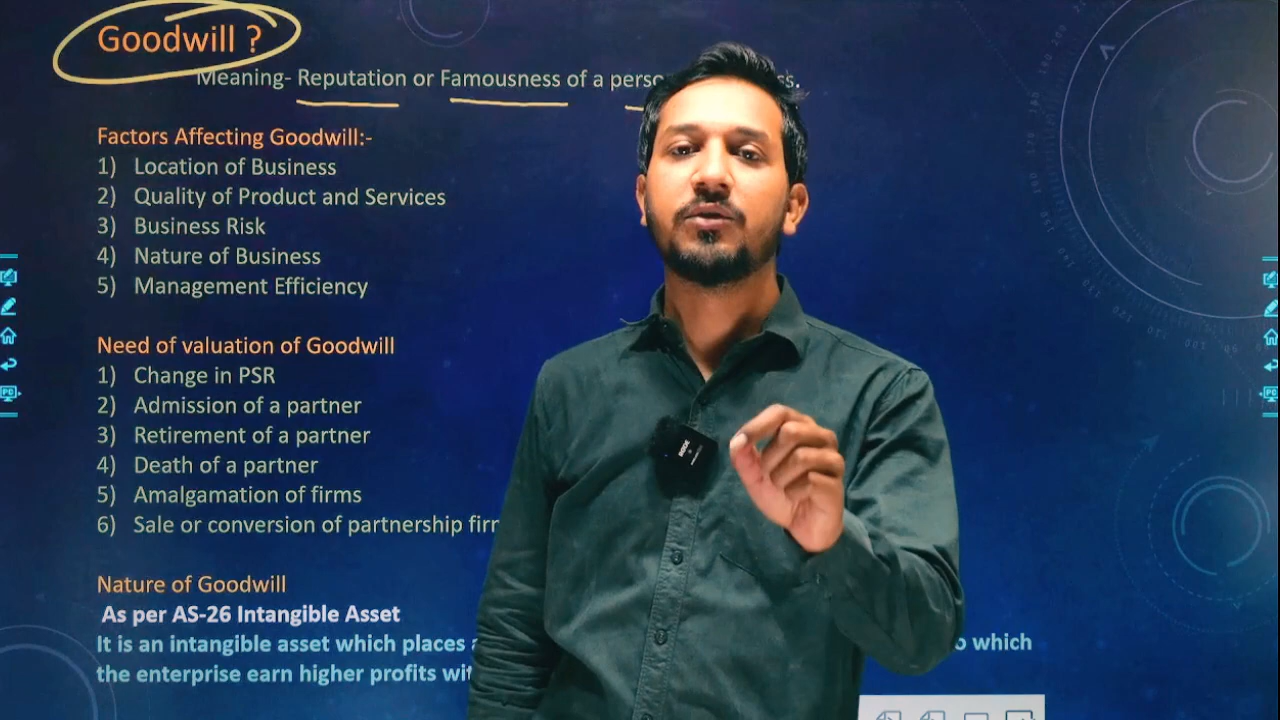 Goodwill ?
Meaning- Reputation or Famousness of a
Factors Affecting Goodwill:-
1) Location of Business
2) Quality of Product and Services
3) Business Risk
4) Nature of Business
5) Management Efficiency
Need of valuation of Goodwill
1) Change in PSR
2) Admission of a partner
3) Retirement of a partner
4) Death of a partner
5) Amalgamation of firms
6) Sale or conversion of partnership
Nature of Goodwill
As per AS-26 Intangible Asset
It is an intangible asset which places which
the enterprise earn higher profits